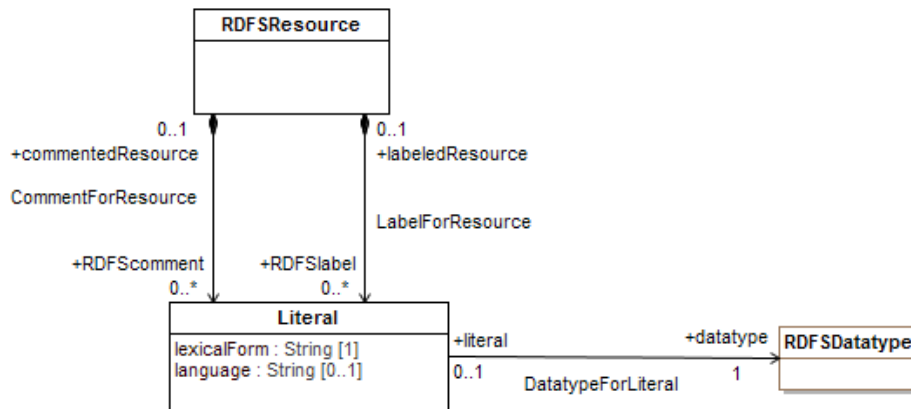 RDFSResource
0..1
0..1
+commentedResource
+labeledResource
CommentForResource
LabelForResource
+RDFScomment
+RDFSlabel
0..*
0..*
Literal
lexicalForm : String [1]
language : String [0..1]
+literal
+datatype
0..1
1
DatatypeForLiteral
RDFSDatatype